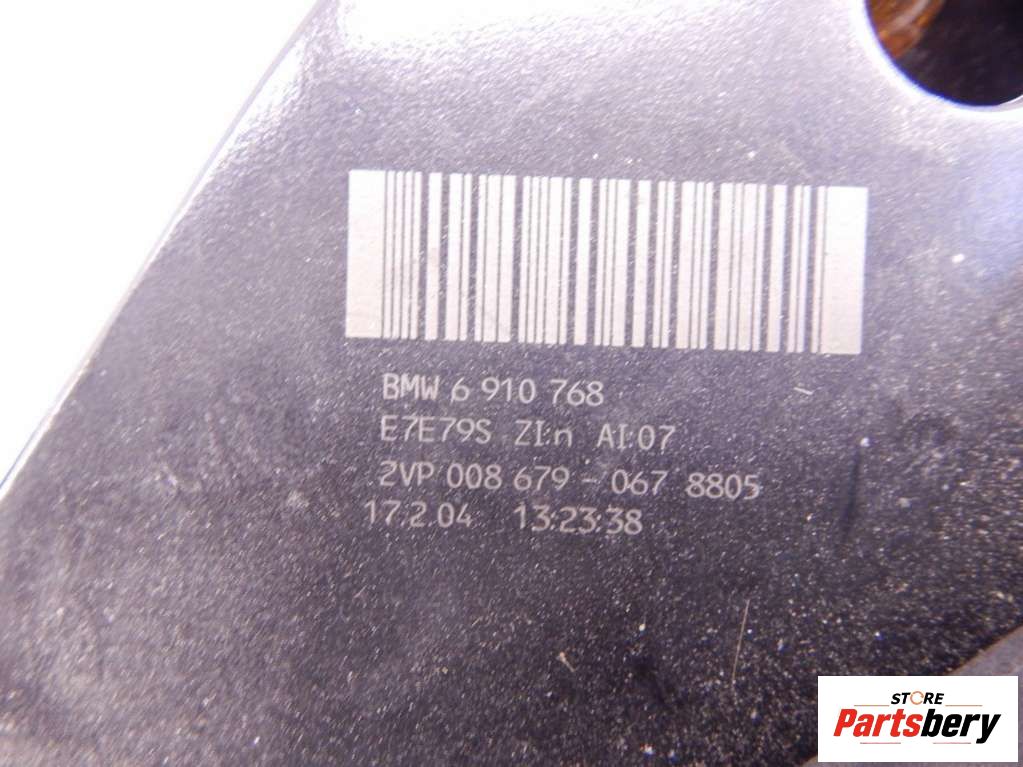 BMW 6 910 768
E7E79S ZI:n AI:07
2VP 008 679 - 067 8805
17.2.04 13:23:38
STORE
Partsbery